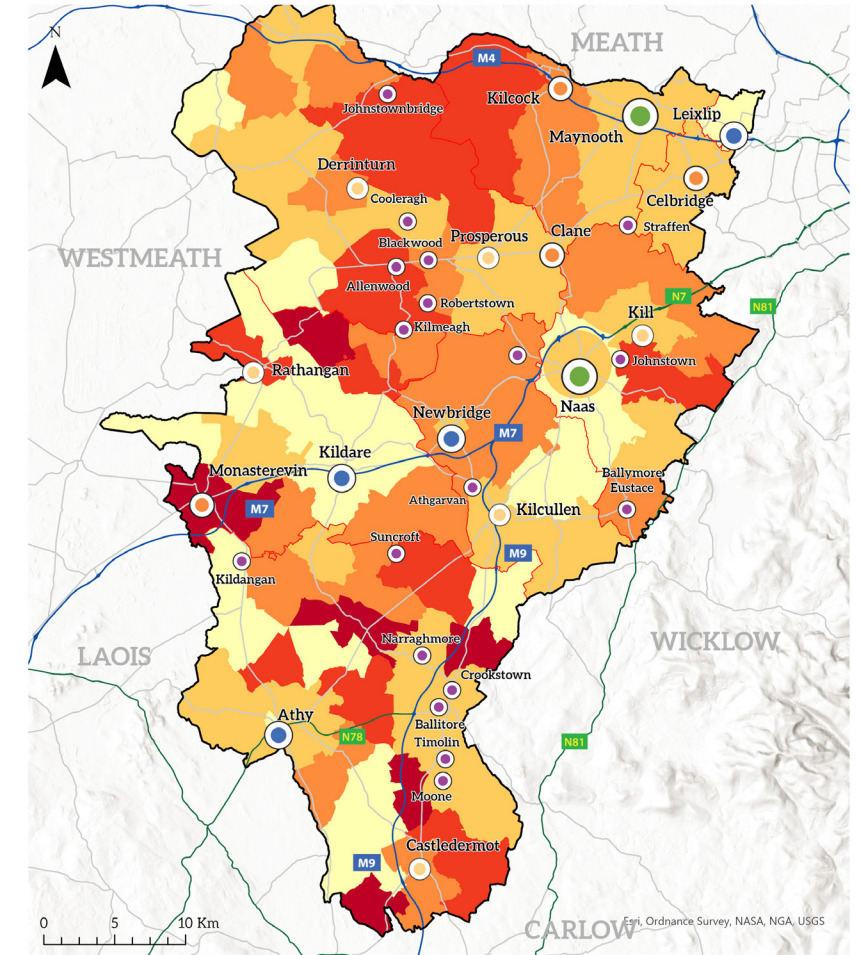 N
MEATH
M4
Kilcock
Johnstownbridge
Leixlip
Maynooth
Derrinturn
Celbridge
Cooleragh
Straffen
Clane
Prosperous
Blackwood
WESTMEATH
Allenwood
N7
Robertstown
N81
Kill
Kilmeagh
Johnstown
Rathangan
Naas
Newbridge
M7
Kildare
Monasterevin
Ballymore
Eustace
Athgarvan
M7
Kilcullen
Suncroft
M9
Kildangan
Narraghmore
WICKLOW
LAOIS
Crookstown
Athy
Ballitore
N78
Timolin
N81
Moone
Castledermot
M9
0 5 10 Km
CARLOW
Esri, Ordnance Survey, NASA, NGA, USGS